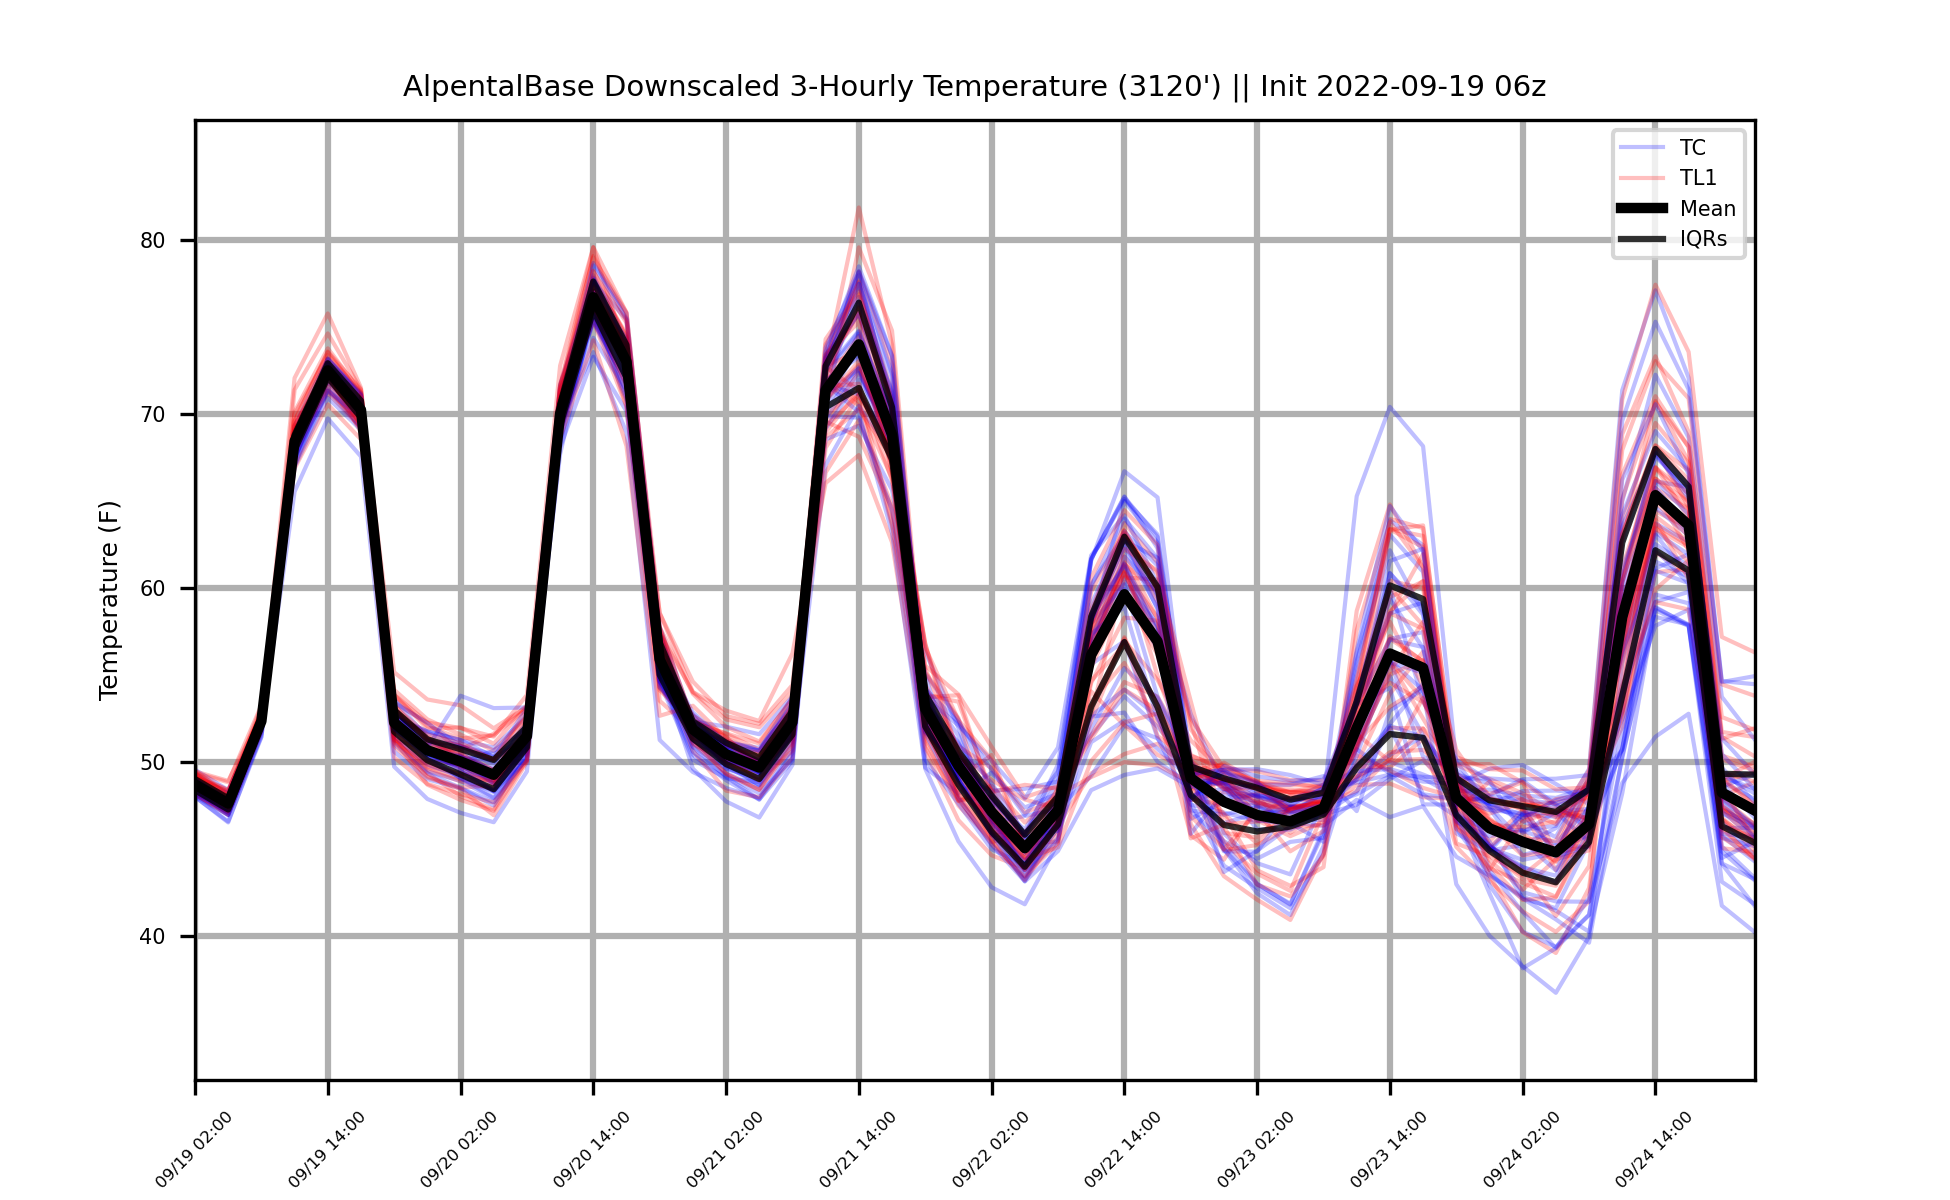 AlpentalBase Downscaled 3-Hourly Temperature (3120') || Init 2022-09-19 06z
TC
TL1
Mean
IQRs
Temperature (F)
80
70
60
50
40
09/19 02:00
09/19 14:00
09/20 02:00
09/20 14:00
09/21 02:00
09/21 14:00
09/22 02:00
09/22 14:00
09/23 02:00
09/23 14:00
09/24 02:00
09/24 14:00